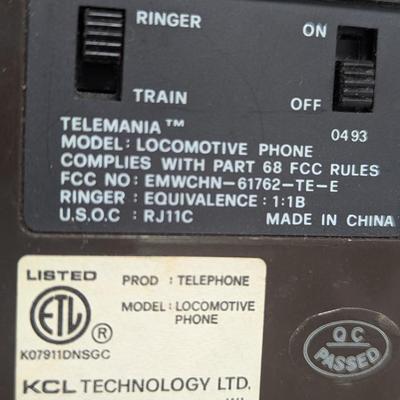 RINGER ON
TRAIN OFF
TELEMANIA™ 0493
MODEL: LOCOMOTIVE PHONE
COMPLIES WITH PART 68 FCC RULES
FCC NO: EMWCHN-61762-TE-E
RINGER: EQUIVALENCE: 1:1B
U.S.O.C : RJ11C MADE IN CHINA
LISTED
ETL
®
K07911DNSGC
PROD : TELEPHONE
MODEL: LOCOMOTIVE
PHONE
KCL TECHNOLOGY LTD.
QC
PASSED